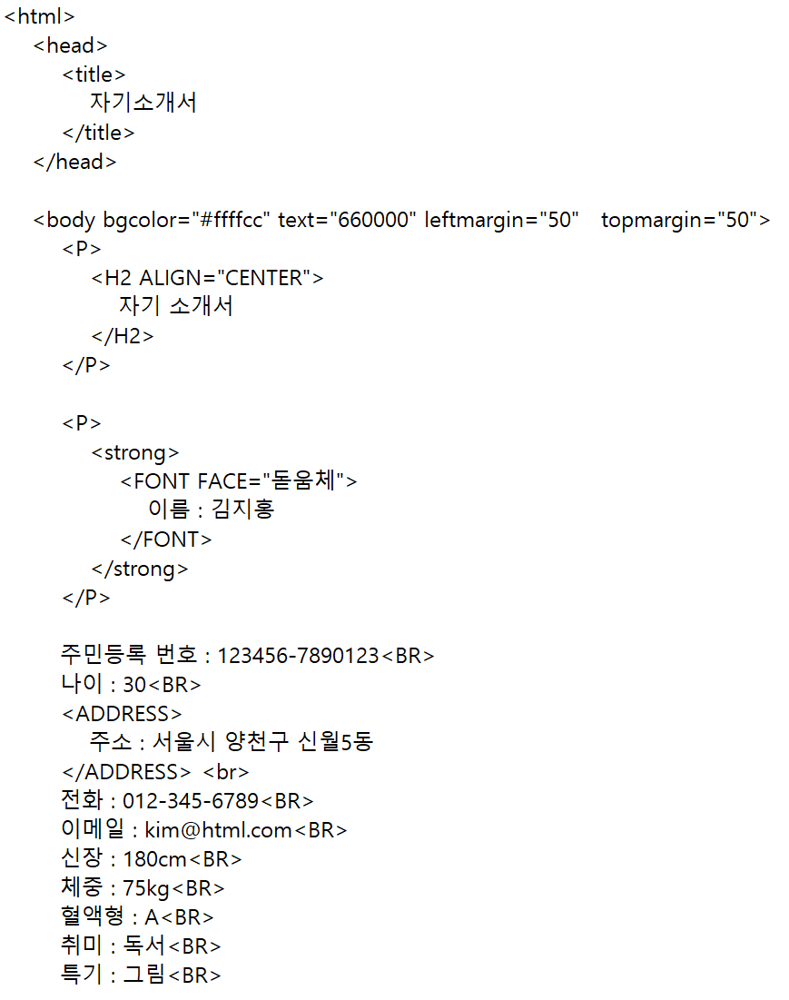 <html>
<head>
<title>
자기소개서
</title>
</head>
<body bgcolor="#ffffcc" text="660000" leftmargin="50" topmargin="50">
<P>
<H2 ALIGN="CENTER">
자기 소개서
</H2>
</P>
<P>
<strong>
<FONT FACE="돋움체">
이름 : 김지홍
</FONT>
</strong>
</P>
주민등록 번호 : 123456-7890123<BR>
나이 : 30<BR>
<ADDRESS>
주소 : 서울시 양천구 신월5동
</ADDRESS> <br>
전화 : 012-345-6789<BR>
이메일 : kim@html.com<BR>
신장 : 180cm<BR>
체중 : 75kg<BR>
혈액형 : A<BR>
취미 : 독서<BR>
특기 : 그림<BR>